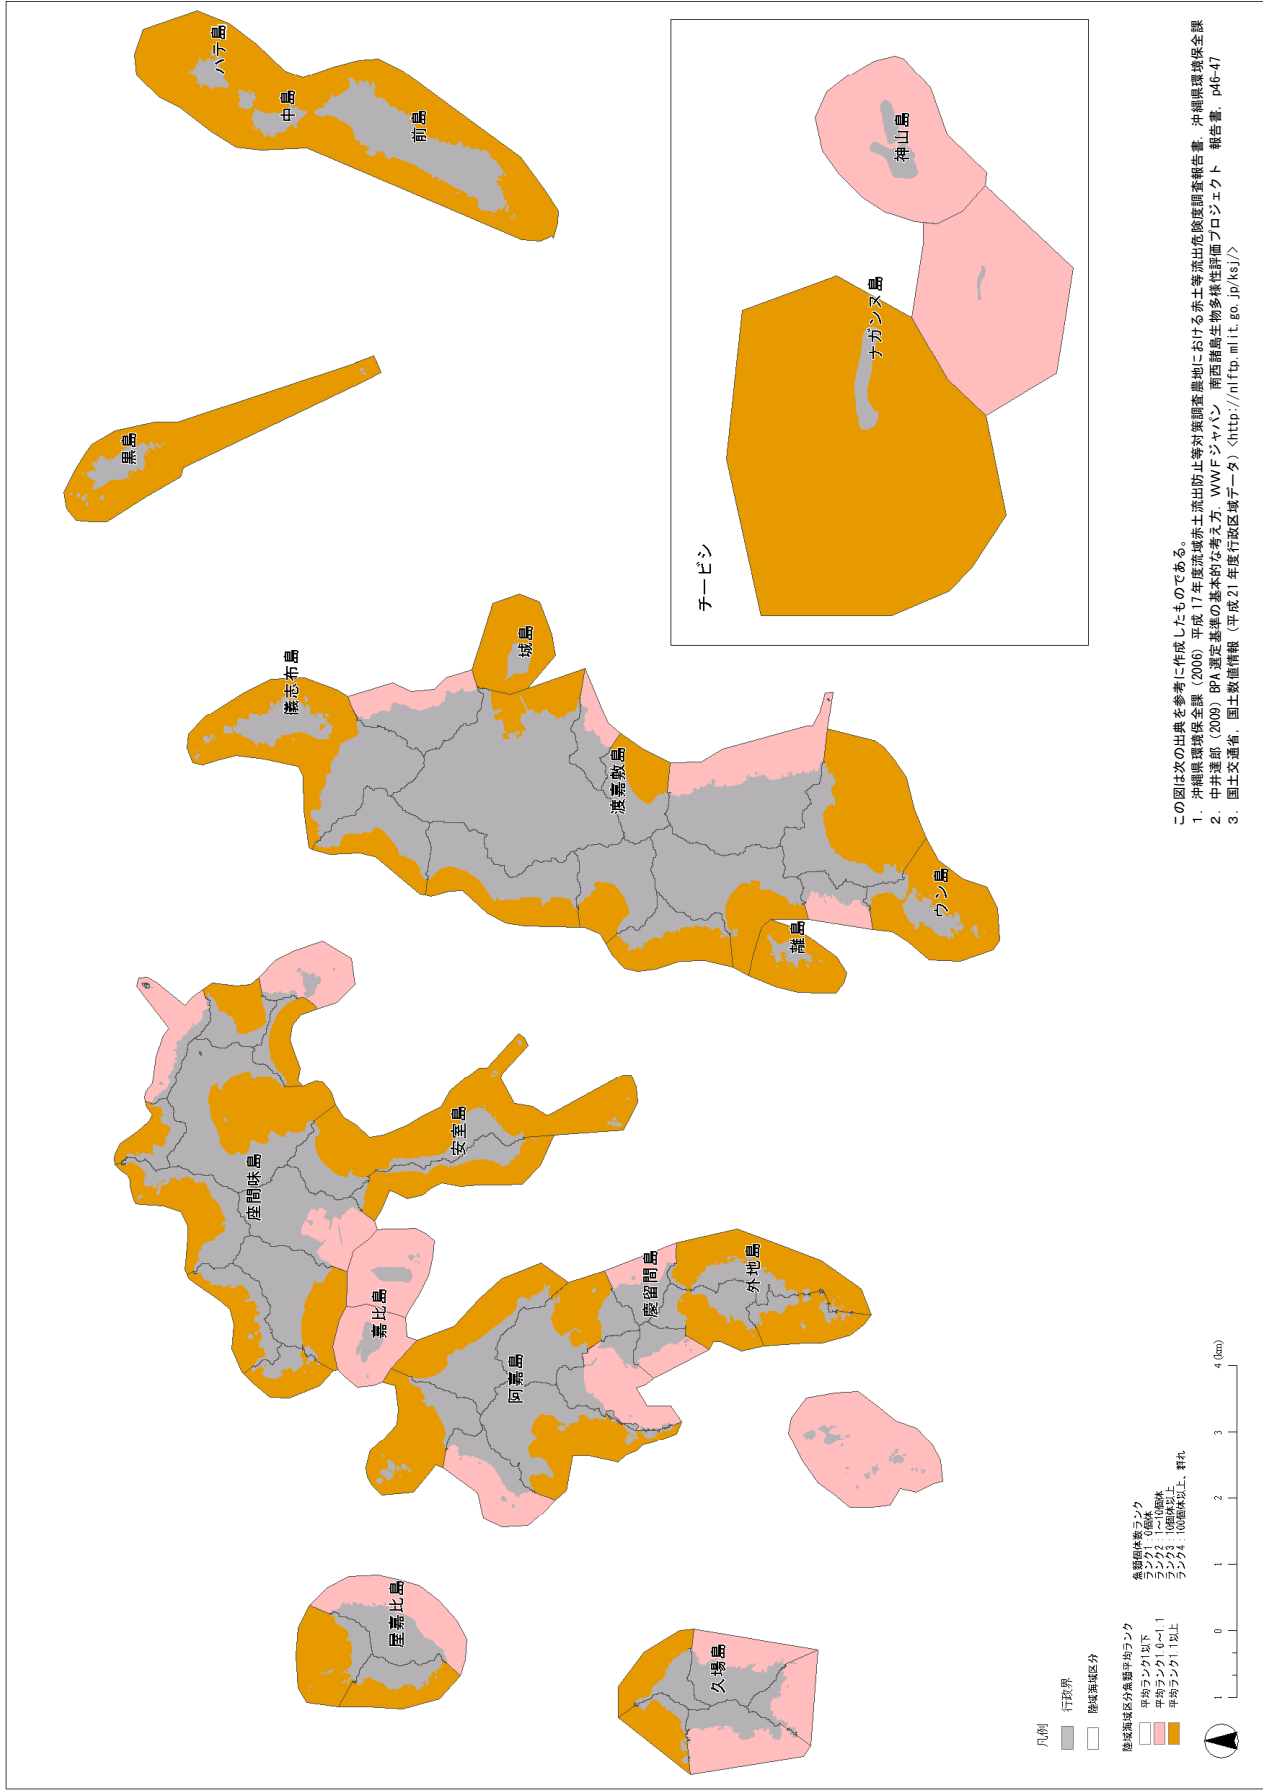 ハテ島
中島
前島
黒島
儀志布島
城島
渡嘉敷島
離島
ウン島
座間味島
安室島
嘉比島
阿嘉島
慶留間島
外地島
屋嘉比島
久場島
チービシ
ナガンヌ島
神山島
凡例
行政界
陸域海域区分
陸域海域区分魚類平均ランク
平均ランク1以下
平均ランク1.0～1.1
平均ランク1.1以上
魚類個体数ランク
ランク1：0個体
ランク2：1～10個体
ランク3：10個体以上
ランク4：100個体以上、群れ
1 0 1 2 3 4 (km)
この図は次の出典を参考に作成したものである。
1. 沖縄県環境保全課（2006）平成17年度流域赤土流出防止等対策調査農地における赤土等流出危険度調査報告書．沖縄県環境保全課
2. 中井達郎（2009）BPA選定基準の基本的な考え方．WWFジャパン 南西諸島生物多様性評価プロジェクト 報告書．p46-47
3. 国土交通省．国土数値情報（平成21年度行政区域データ）<http://nlftp.mlit.go.jp/ksj/>